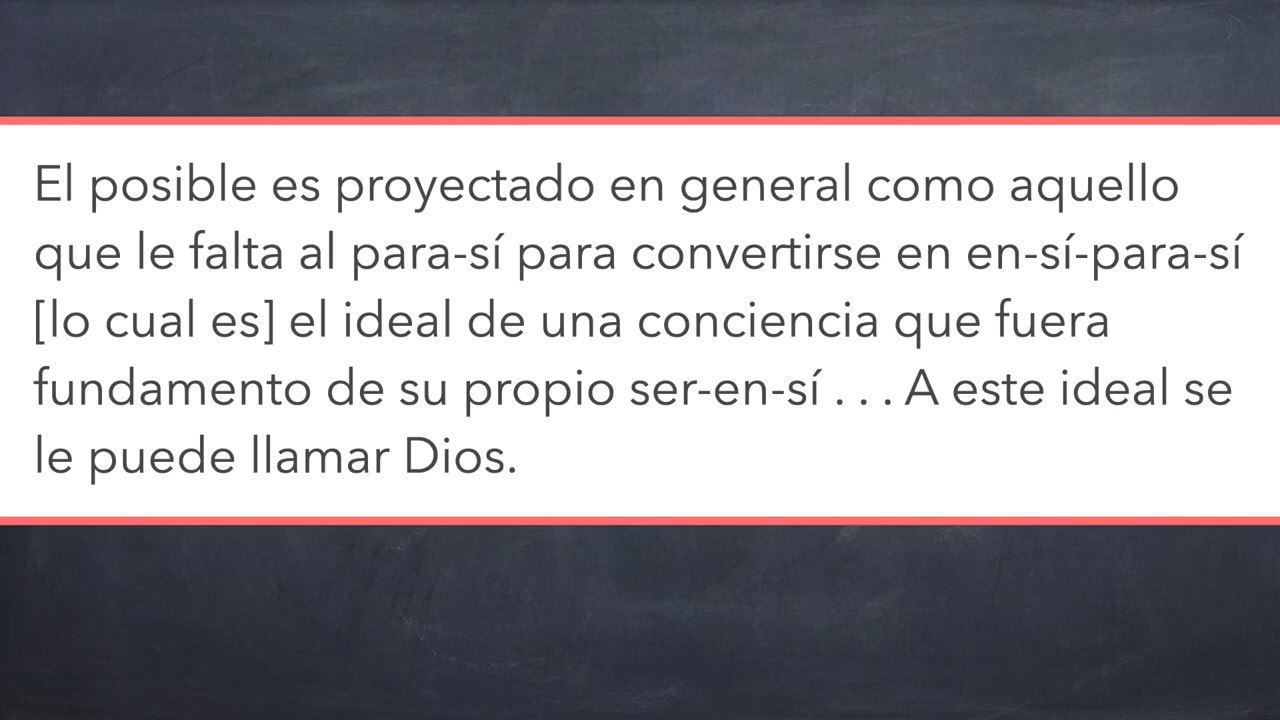 El posible es proyectado en general como aquello
que le falta al para-sí para convertirse en en-sí-para-sí
[lo cual es] el ideal de una conciencia que fuera
fundamento de su propio ser-en-sí . . . A este ideal se
le puede llamar Dios.